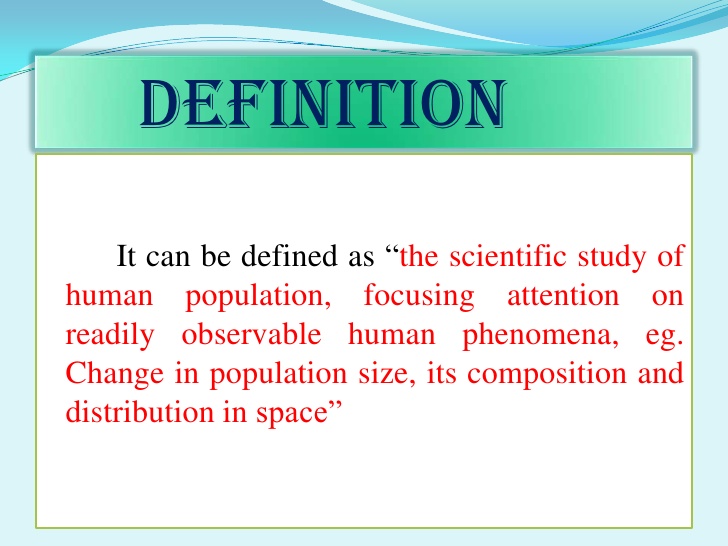 DEFINITION
It can be defined as “the scientific study of
human population, focusing attention on
readily observable human phenomena, eg.
Change in population size, its composition and
distribution in space”